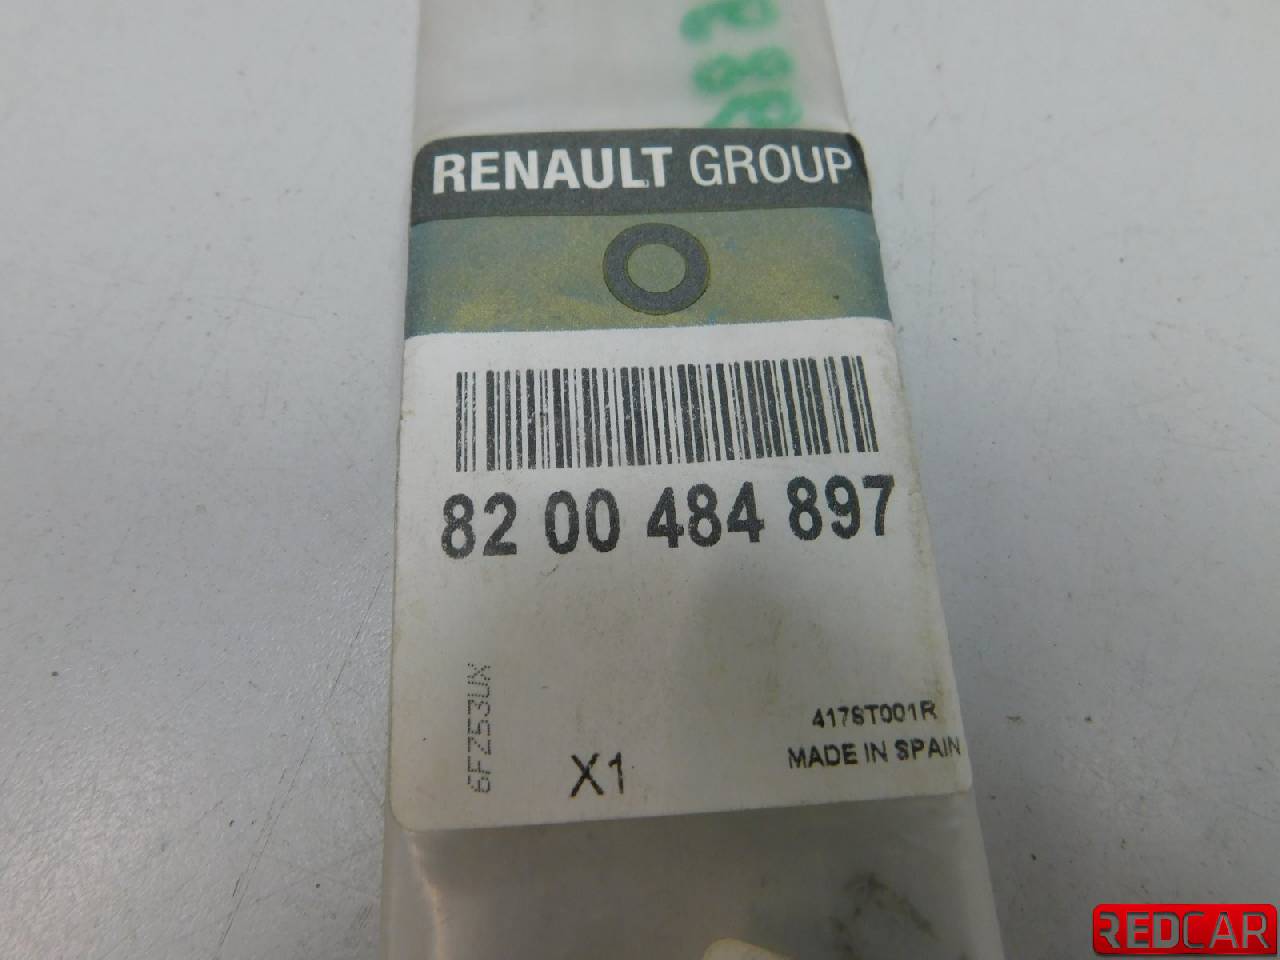 RENAULT GROUP
82 00 484 897
6FZ53UX
X1
4178T001R
MADE IN SPAIN
REDCAR